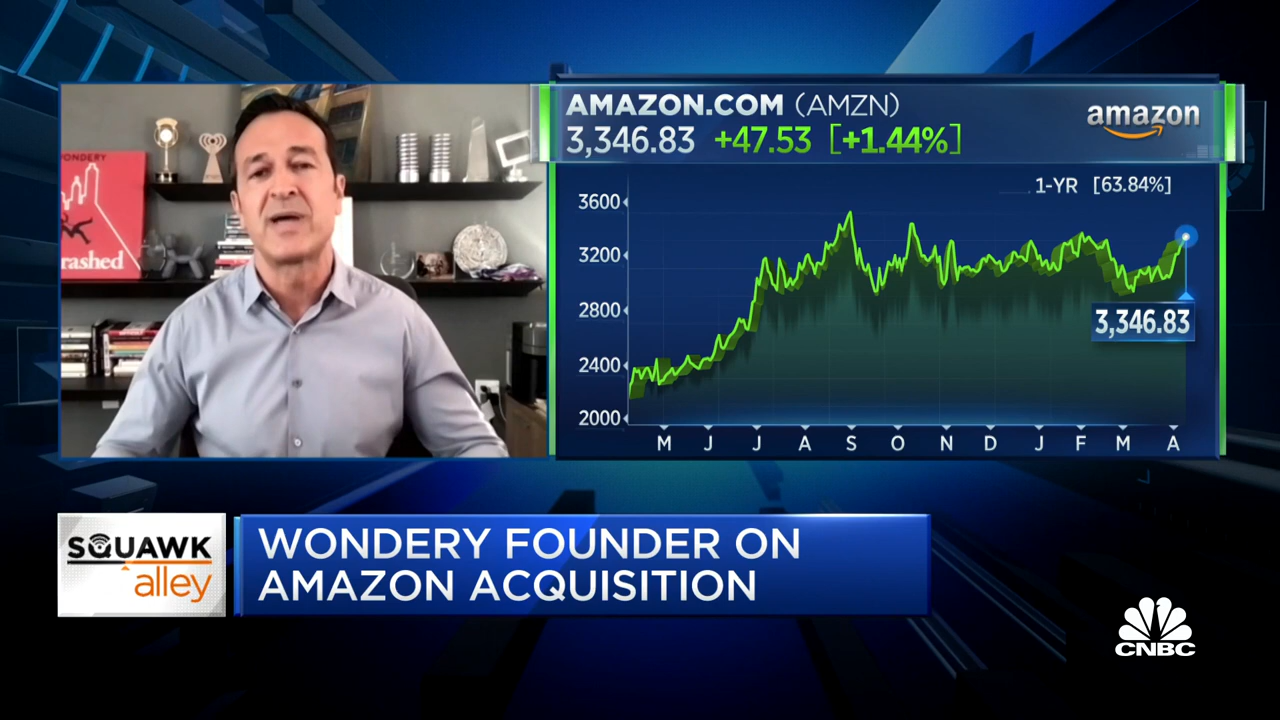 WONDERY
rashed
AMAZON.COM (AMZN)
3,346.83 +47.53 [+1.44%]
amazon
1-YR [63.84%]
3600
3200
2800
2400
2000
3,346.83
M J J A S O N D J F M A
SQUAWK
alley
WONDERY FOUNDER ON
AMAZON ACQUISITION
CNBC